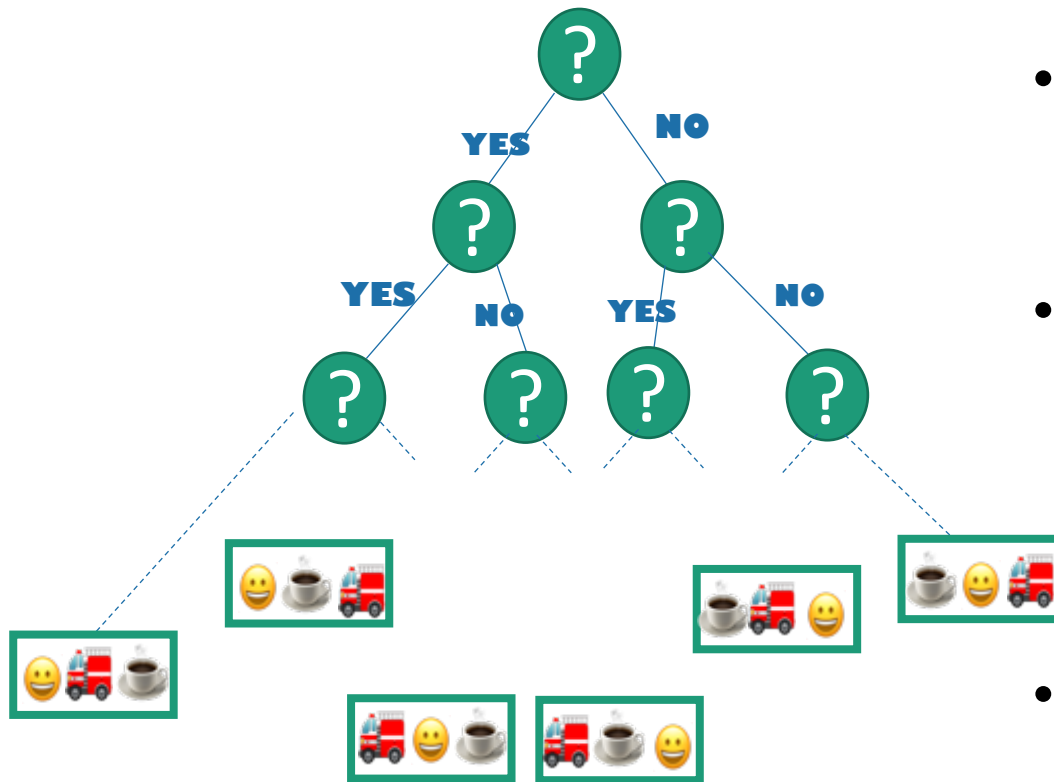 ?
YES NO
? ?
YES NO YES NO
? ? ? ?